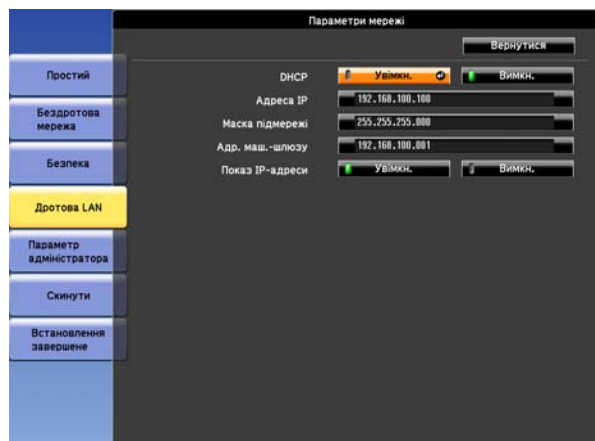 Параметри мережі
Вернутися
Простий
Бездротова
мережа
Безпека
Дротова LAN
Параметр
адміністратора
Скинути
Встановлення
завершене
DHCP Увімкн. Вимкн.
Адреса IP 192.168.100.100
Маска підмережі 255.255.255.000
Адр. маш.-шлюзу 192.168.100.001
Показ IP-адреси Увімкн. Вимкн.